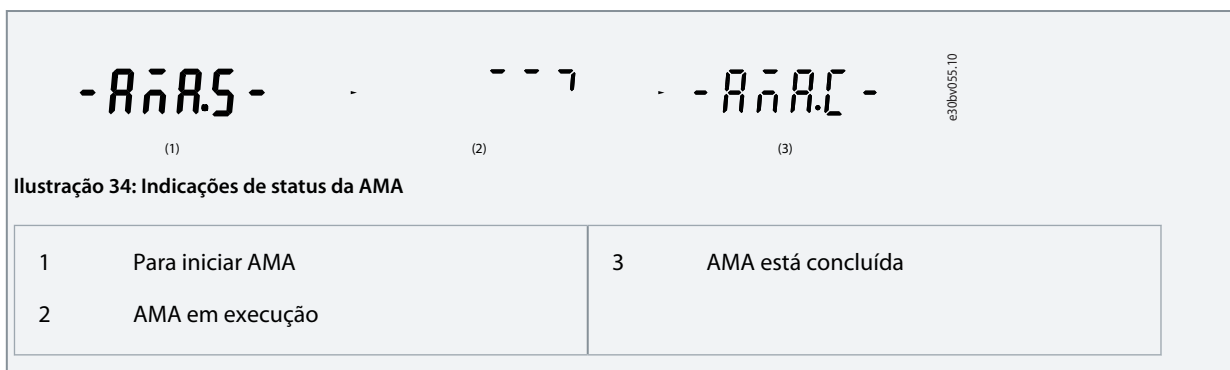 -AMA.S-
- - ┐
-AMA.C-
e30bv055.10
(1)
(2)
(3)
Ilustração 34: Indicações de status da AMA
1 Para iniciar AMA
2 AMA em execução
3 AMA está concluída